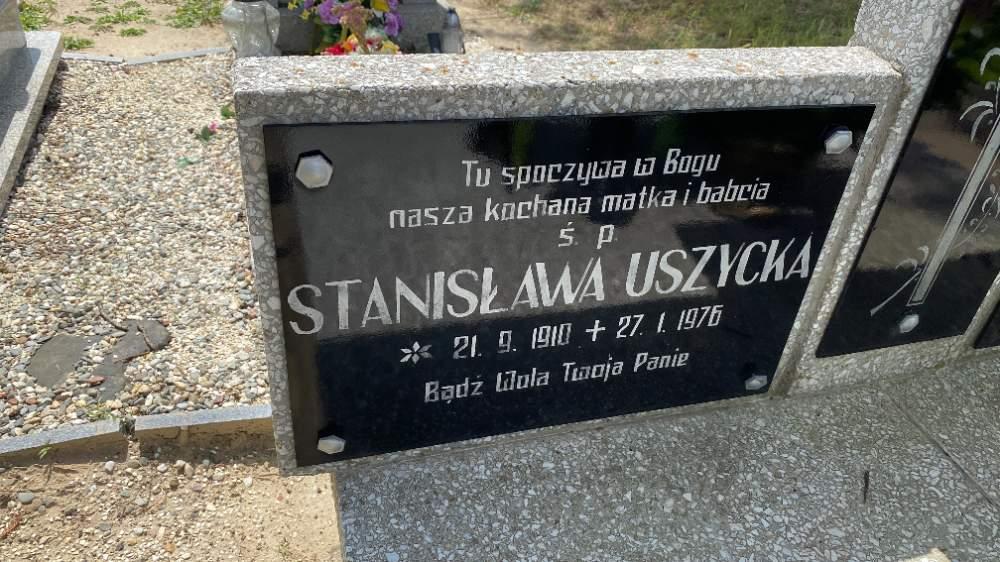 Tu spoczywa w Bogu
nasza kochana matka i babcia
Ś. P.
STANISŁAWA USZYCKA
* 21. 9. 1910 + 27. 1. 1976
Bądź Wola Twoja Panie